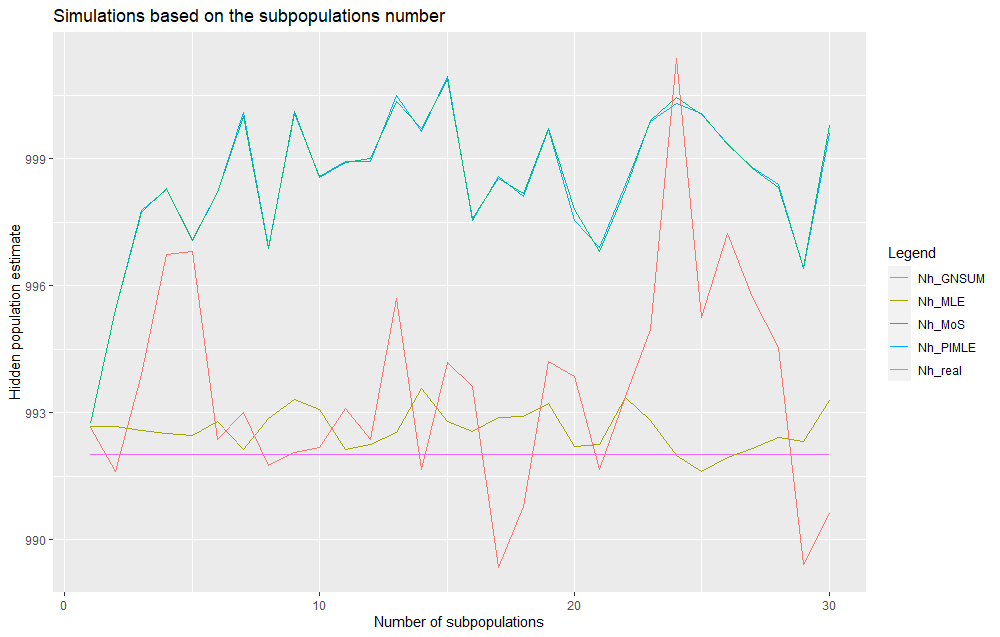 Simulations based on the subpopulations number
Hidden population estimate
999
996
993
990
0
10
20
30
Number of subpopulations
Legend
Nh_GNSUM
Nh_MLE
Nh_MoS
Nh_PIMLE
Nh_real